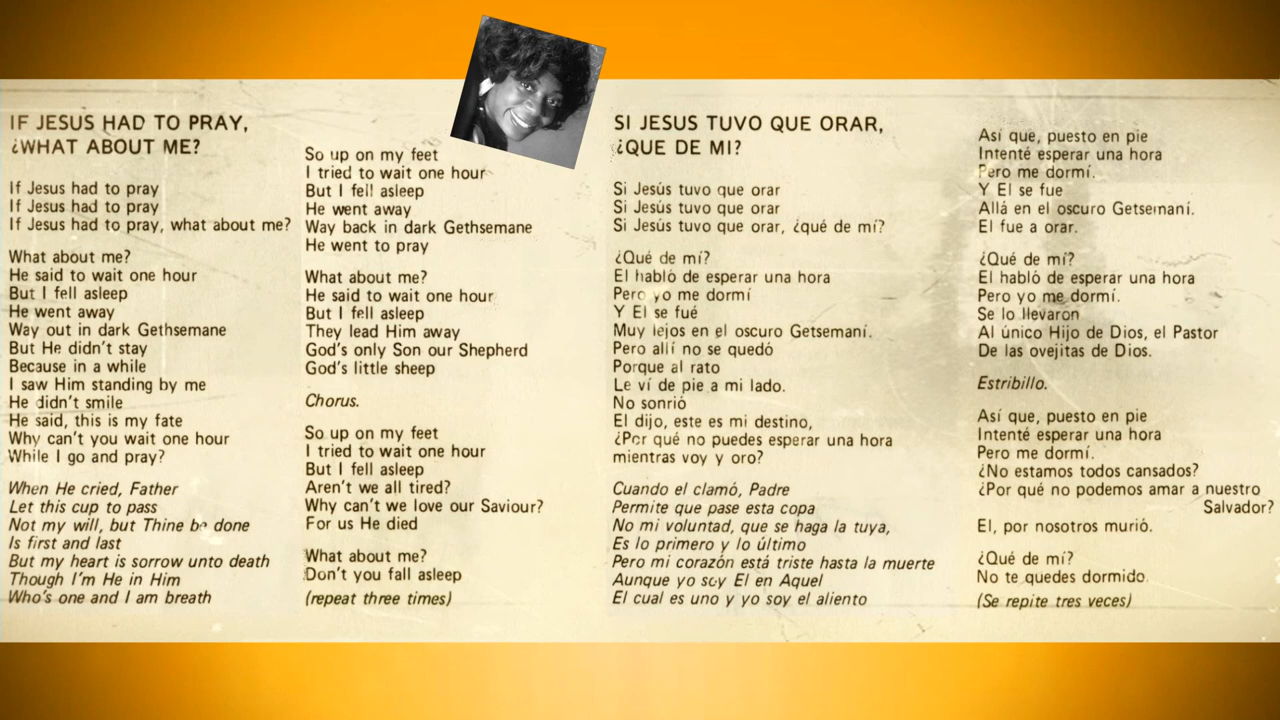 IF JESUS HAD TO PRAY,
¿WHAT ABOUT ME?
If Jesus had to pray
If Jesus had to pray
If Jesus had to pray, what about me?
What about me?
He said to wait one hour
But I fell asleep
He went away
Way out in dark Gethsemane
But He didn't stay
Because in a while
I saw Him standing by me
He didn't smile
He said, this is my fate
Why can't you wait one hour
While I go and pray?
When He cried, Father
Let this cup to pass
Not my will, but Thine be done
Is first and last
But my heart is sorrow unto death
Though I'm He in Him
Who's one and I am breath
So up on my feet
I tried to wait one hour
But I fell asleep
He went away
Way back in dark Gethsemane
He went to pray
What about me?
He said to wait one hour
But I fell asleep
They lead Him away
God's only Son our Shepherd
God's little sheep
Chorus.
So up on my feet
I tried to wait one hour
But I fell asleep
Aren't we all tired?
Why can't we love our Saviour?
For us He died
What about me?
Don't you fall asleep
(repeat three times)
SI JESUS TUVO QUE ORAR,
¿QUE DE MI?
Si Jesús tuvo que orar
Si Jesús tuvo que orar
Si Jesús tuvo que orar, ¿qué de mí?
¿Qué de mí?
El habló de esperar una hora
Pero yo me dormí
Y El se fué
Muy lejos en el oscuro Getsemaní.
Pero allí no se quedó
Porque al rato
Le ví de pie a mi lado.
No sonrió
El dijo, este es mi destino,
¿Por qué no puedes esperar una hora
mientras voy y oro?
Cuando el clamó, Padre
Permite que pase esta copa
No mi voluntad, que se haga la tuya,
Es lo primero y lo último
Pero mi corazón está triste hasta la muerte
Aunque yo soy El en Aquel
El cual es uno y yo soy el aliento
Así que, puesto en pie
Intenté esperar una hora
Pero me dormí.
Y El se fue
Allá en el oscuro Getsemaní.
El fue a orar.
¿Qué de mí?
El habló de esperar una hora
Pero yo me dormí.
Se lo llevaron
Al único Hijo de Dios, el Pastor
De las ovejitas de Dios.
Estribillo.
Así que, puesto en pie
Intenté esperar una hora
Pero me dormí.
¿No estamos todos cansados?
¿Por qué no podemos amar a nuestro
Salvador?
El, por nosotros murió.
¿Qué de mí?
No te quedes dormido.
(Se repite tres veces)